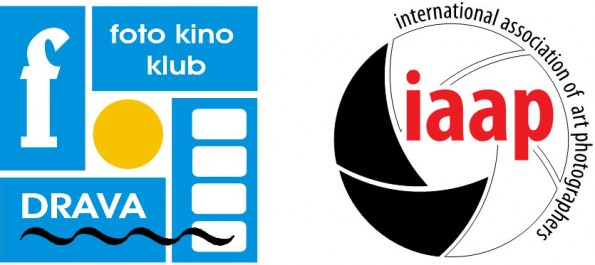 f
foto kino
klub
DRAVA
international association of art photographers
iaap